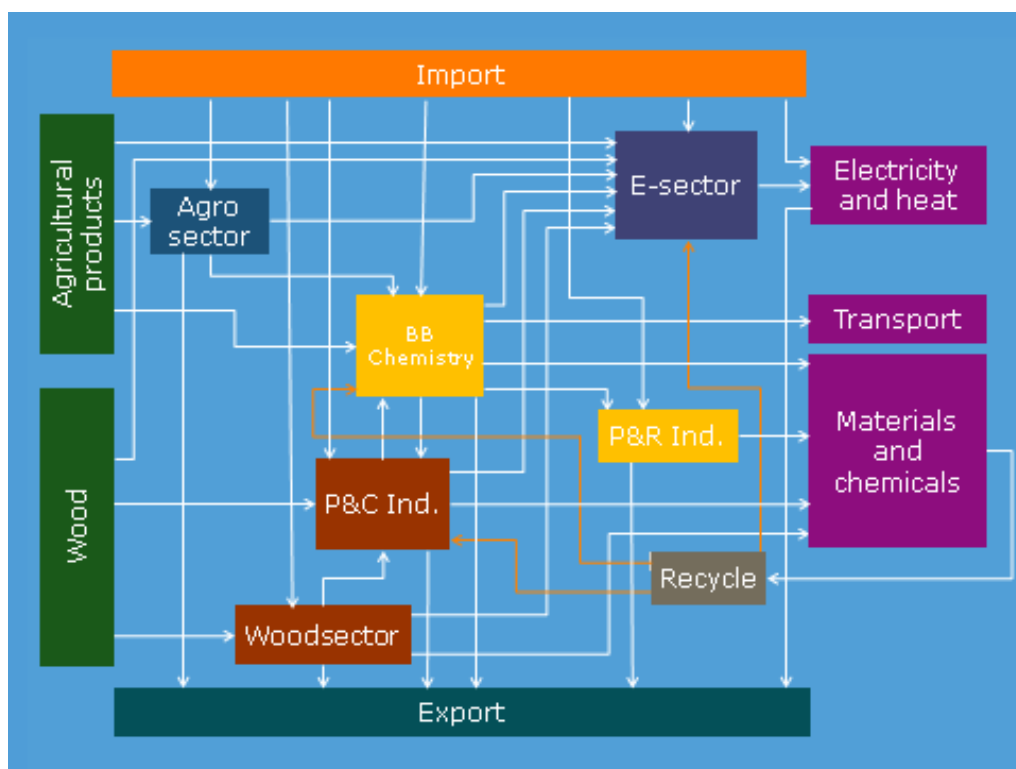 Import
Agricultural
products
Agro
sector
E-sector
Electricity
and heat
BB
Chemistry
Transport
Wood
P&C Ind.
P&R Ind.
Materials
and
chemicals
Recycle
Woodsector
Export